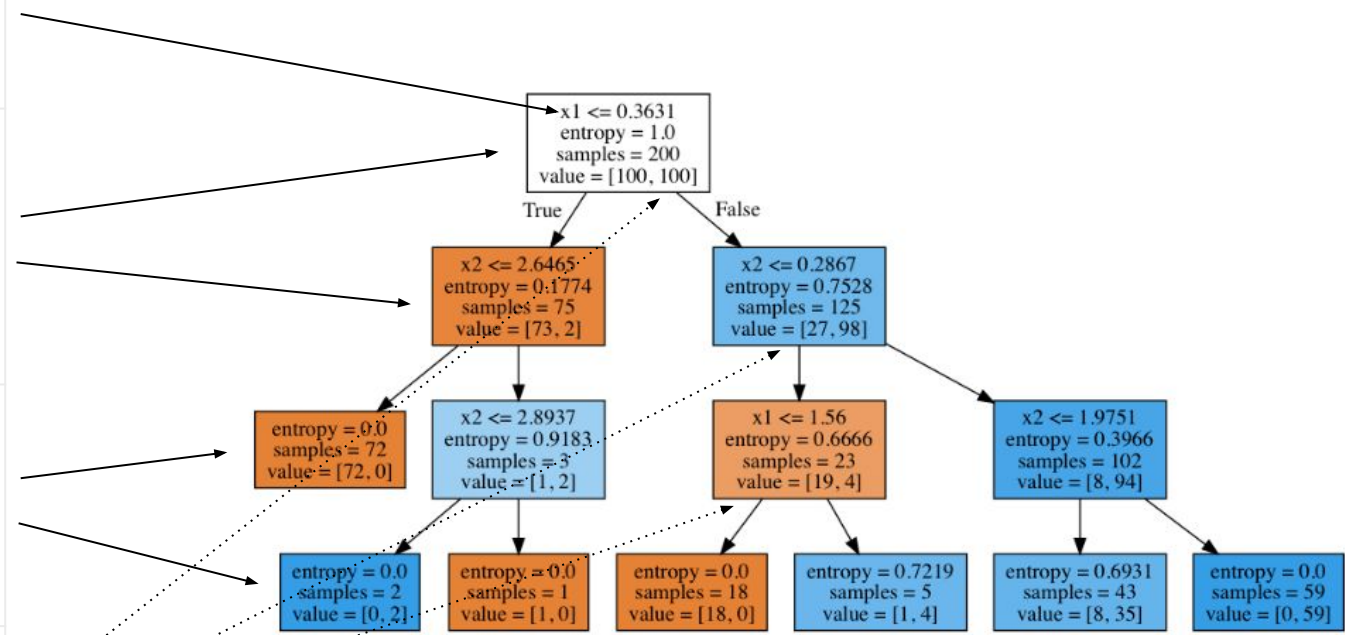 x1 <= 0.3631
entropy = 1.0
samples = 200
value = [100, 100]
True
False
x2 <= 2.6465
entropy = 0.1774
samples = 75
value = [73, 2]
x2 <= 0.2867
entropy = 0.7528
samples = 125
value = [27, 98]
entropy = 0.0
samples = 72
value = [72, 0]
x2 <= 2.8937
entropy = 0.9183
samples = 3
value = [1, 2]
x1 <= 1.56
entropy = 0.6666
samples = 23
value = [19, 4]
x2 <= 1.9751
entropy = 0.3966
samples = 102
value = [8, 94]
entropy = 0.0
samples = 2
value = [0, 2]
entropy = 0.0
samples = 1
value = [1, 0]
entropy = 0.0
samples = 18
value = [18, 0]
entropy = 0.7219
samples = 5
value = [1, 4]
entropy = 0.6931
samples = 43
value = [8, 35]
entropy = 0.0
samples = 59
value = [0, 59]